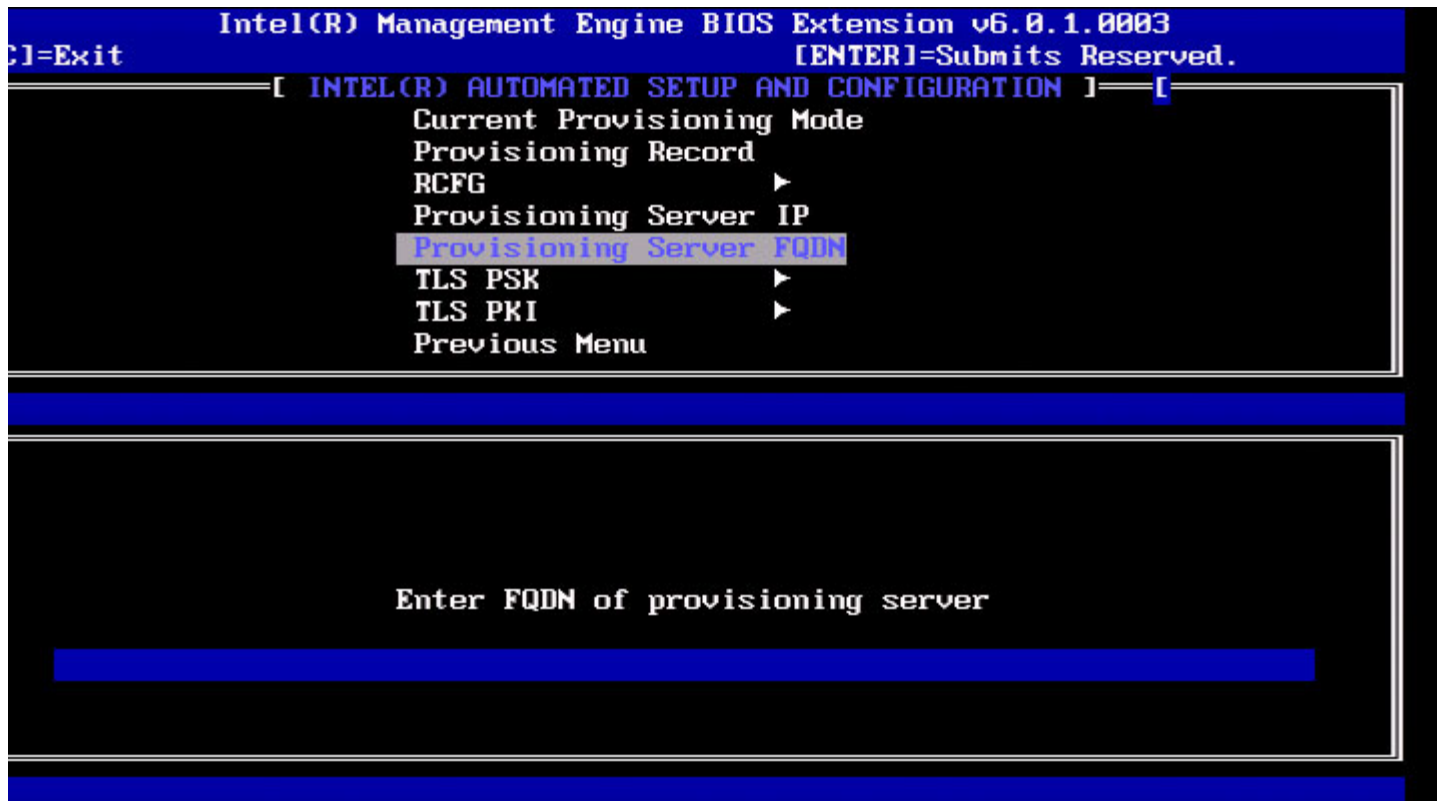 Intel(R) Management Engine BIOS Extension v6.0.1.0003
C]=Exit [ENTER]=Submits Reserved.
[ INTEL(R) AUTOMATED SETUP AND CONFIGURATION ] [
Current Provisioning Mode
Provisioning Record
RCFG ►
Provisioning Server IP
Provisioning Server FQDN
TLS PSK ►
TLS PKI ►
Previous Menu
Enter FQDN of provisioning server